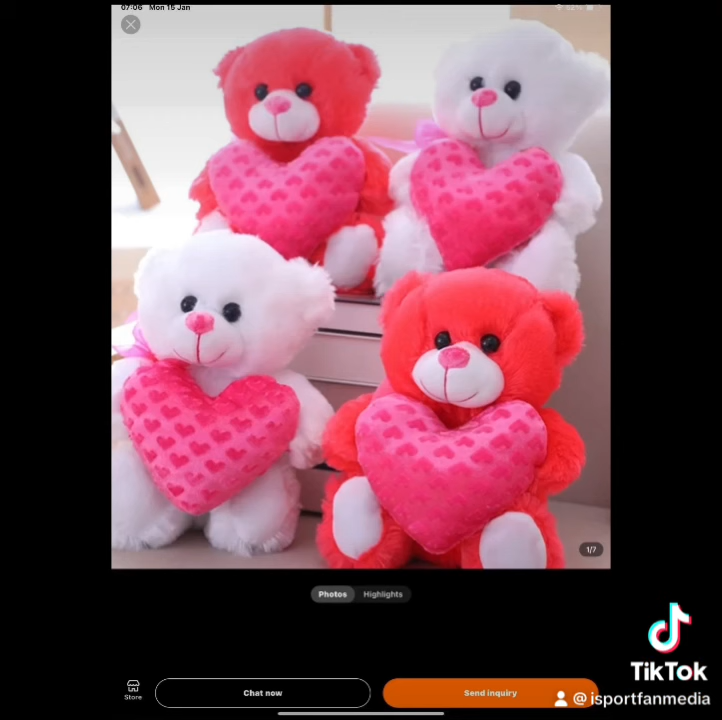 07:06 Mon 15 Jan
1/7
Photos Highlights
Store
Chat now
Send inquiry
TikTok
@isportfanmedia